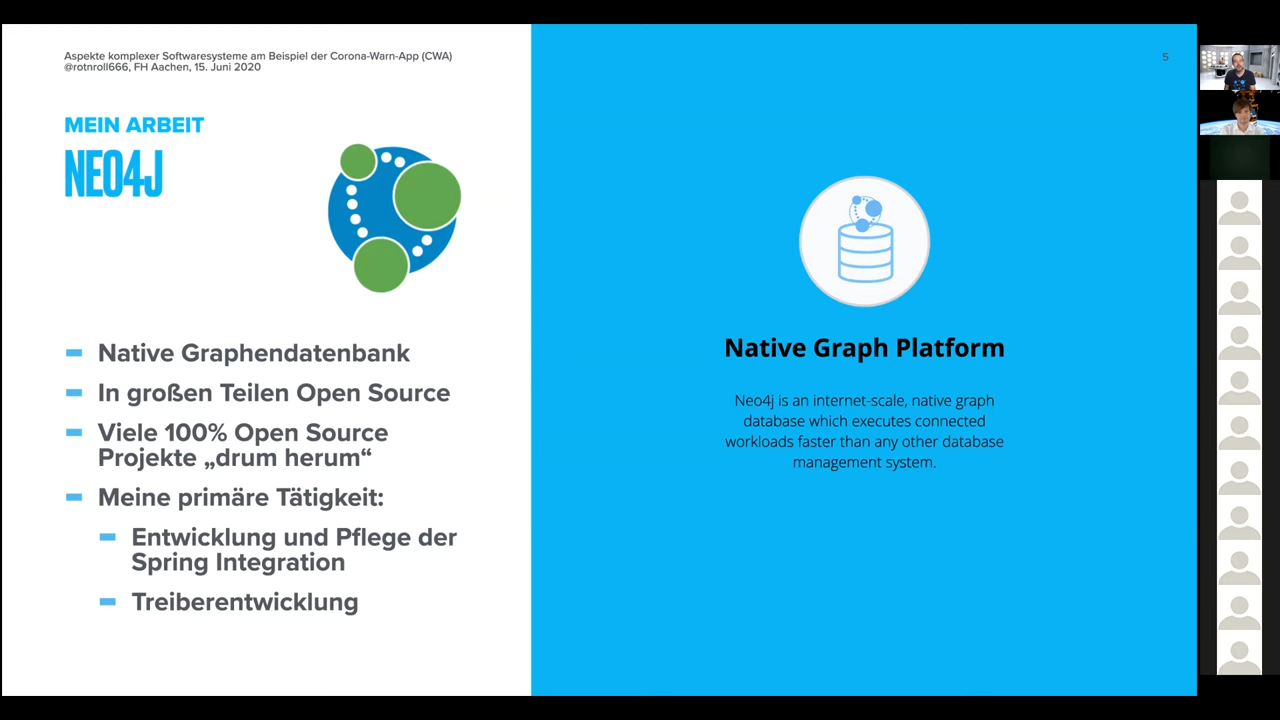 Aspekte komplexer Softwaresysteme am Beispiel der Corona-Warn-App (CWA)
@rotnroll666, FH Aachen, 15. Juni 2020
5
MEIN ARBEIT
NEO4J
Native Graphendatenbank
In großen Teilen Open Source
Viele 100% Open Source
Projekte „drum herum“
Meine primäre Tätigkeit:
Entwicklung und Pflege der
Spring Integration
Treiberentwicklung
Native Graph Platform
Neo4j is an internet-scale, native graph
database which executes connected
workloads faster than any other database
management system.